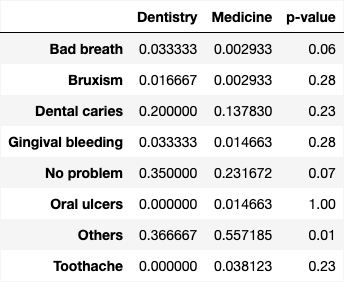 Dentistry Medicine p-value
Bad breath 0.033333 0.002933 0.06
Bruxism 0.016667 0.002933 0.28
Dental caries 0.200000 0.137830 0.23
Gingival bleeding 0.033333 0.014663 0.28
No problem 0.350000 0.231672 0.07
Oral ulcers 0.000000 0.014663 1.00
Others 0.366667 0.557185 0.01
Toothache 0.000000 0.038123 0.23